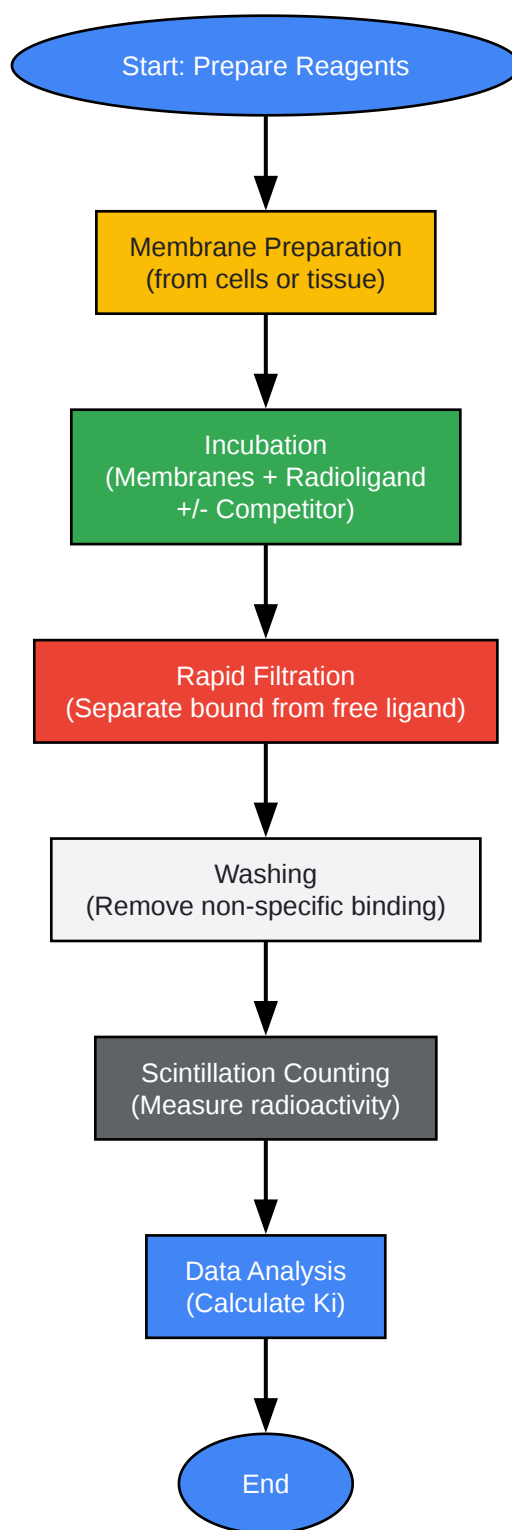 Start: Prepare Reagents
Membrane Preparation
(from cells or tissue)
Incubation
(Membranes + Radioligand
+/- Competitor)
Rapid Filtration
(Separate bound from free ligand)
Washing
(Remove non-specific binding)
Scintillation Counting
(Measure radioactivity)
Data Analysis
(Calculate Ki)
End